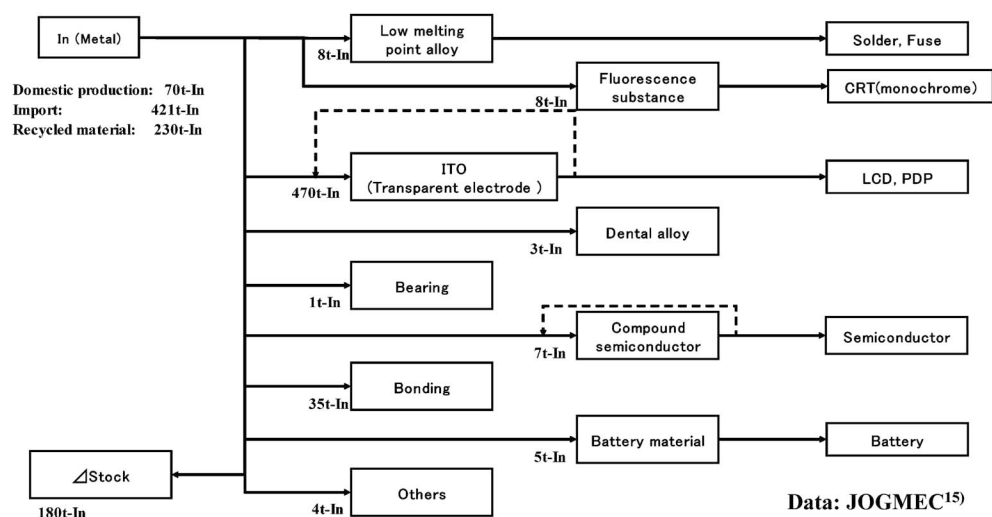 In (Metal)
Domestic production: 70t-In
Import: 421t-In
Recycled material: 230t-In
Low melting
point alloy
8t-In
Solder, Fuse
Fluorescence
substance
8t-In
CRT(monochrome)
ITO
(Transparent electrode )
470t-In
LCD, PDP
Dental alloy
3t-In
Bearing
1t-In
Compound
semiconductor
7t-In
Semiconductor
Bonding
35t-In
Battery material
5t-In
Battery
⊿Stock
180t-In
Others
4t-In
Data: JOGMEC15)